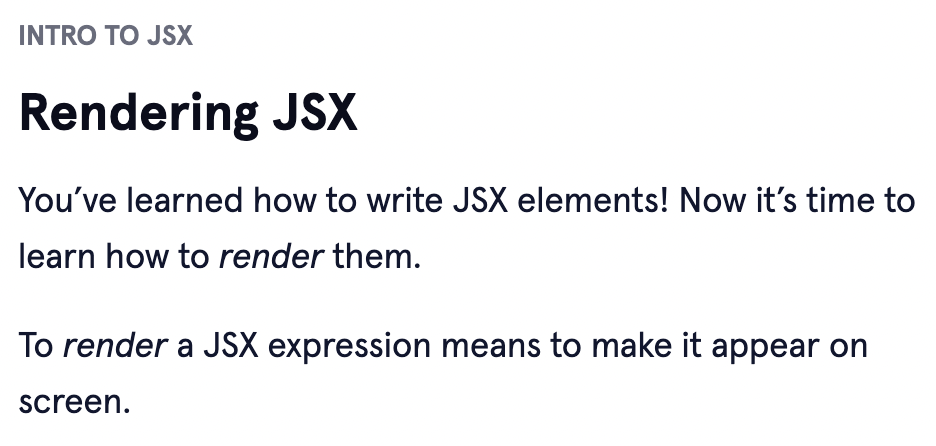 INTRO TO JSX
Rendering JSX
You’ve learned how to write JSX elements! Now it’s time to
learn how to render them.
To render a JSX expression means to make it appear on
screen.